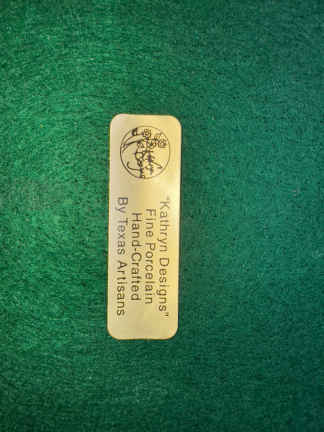 "Kathryn Designs"
Fine Porcelain
Hand-Crafted
By Texas Artisans